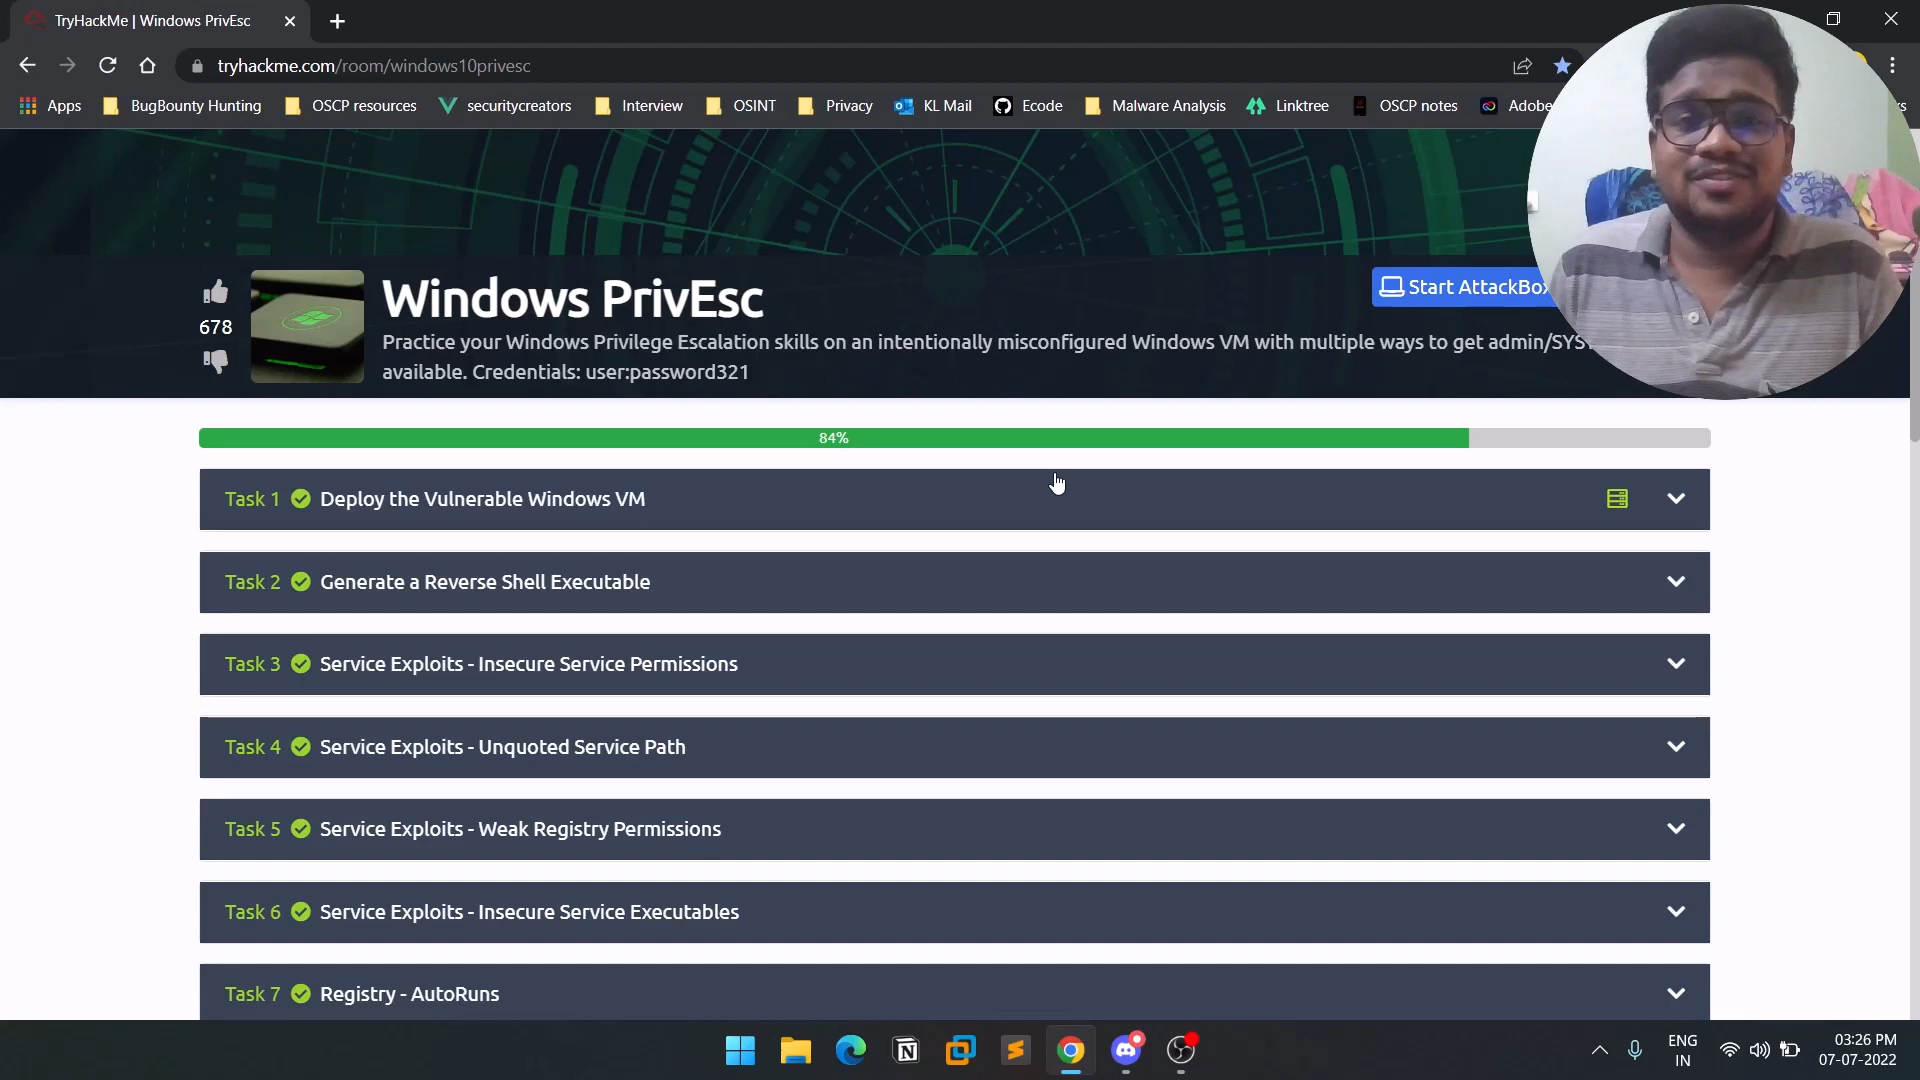 TryHackMe | Windows PrivEsc
tryhackme.com/room/windows10privesc
Apps BugBounty Hunting OSCP resources securitycreators Interview OSINT Privacy KL Mail Ecode Malware Analysis Linktree OSCP notes Adobe
678
Windows PrivEsc
Start AttackBox
Practice your Windows Privilege Escalation skills on an intentionally misconfigured Windows VM with multiple ways to get admin/SYS
available. Credentials: user:password321
84%
Task 1 Deploy the Vulnerable Windows VM
Task 2 Generate a Reverse Shell Executable
Task 3 Service Exploits - Insecure Service Permissions
Task 4 Service Exploits - Unquoted Service Path
Task 5 Service Exploits - Weak Registry Permissions
Task 6 Service Exploits - Insecure Service Executables
Task 7 Registry - AutoRuns
ENG
IN
03:26 PM
07-07-2022